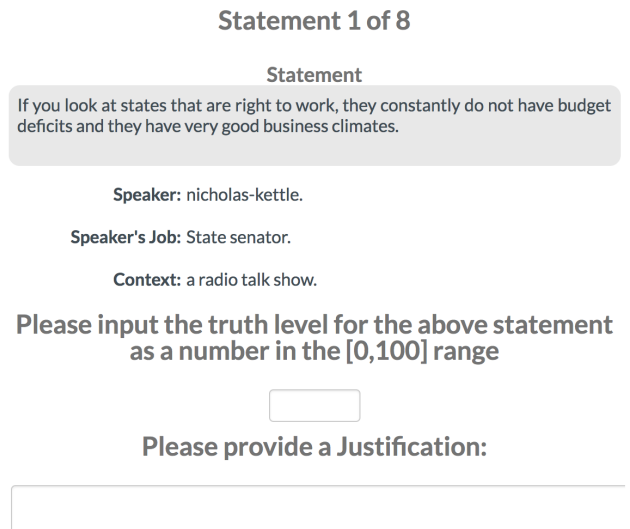 Statement 1 of 8
Statement
If you look at states that are right to work, they constantly do not have budget
deficits and they have very good business climates.
Speaker: nicholas-kettle.
Speaker's Job: State senator.
Context: a radio talk show.
Please input the truth level for the above statement
as a number in the [0,100] range
Please provide a Justification: